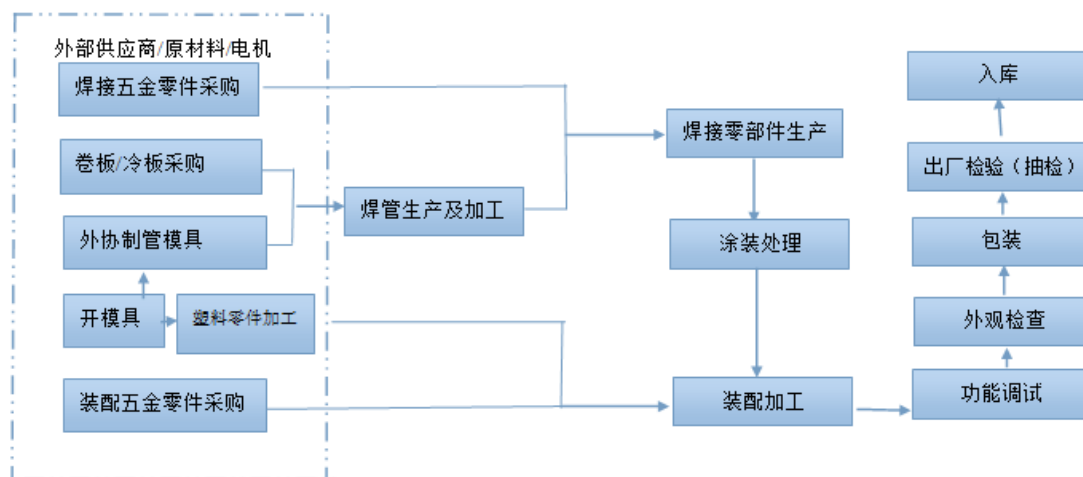 外部供应商/原材料/电机
焊接五金零件采购
卷板/冷板采购
外协制管模具
开模具
塑料零件加工
装配五金零件采购
焊管生产及加工
焊接零部件生产
涂装处理
装配加工
入库
出厂检验（抽检）
包装
外观检查
功能调试